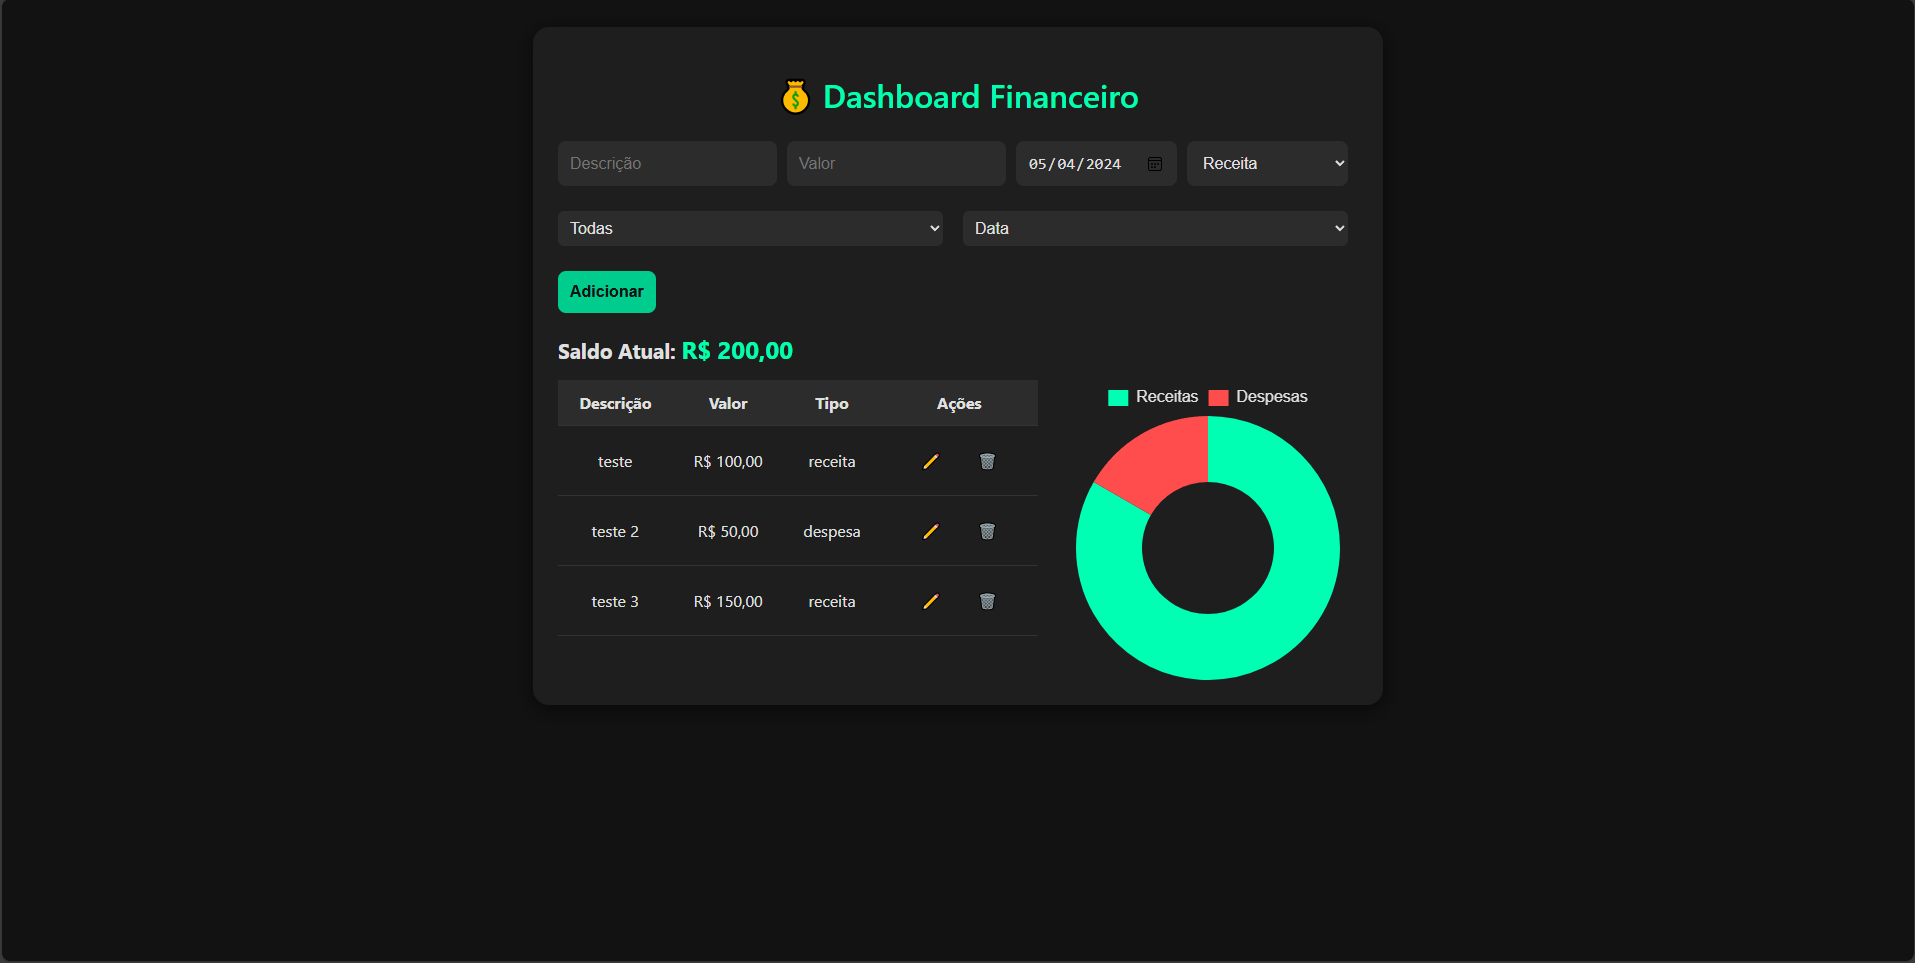 Dashboard Financeiro
Descrição Valor 05/04/2024 Receita
Todas Data
Adicionar
Saldo Atual: R$ 200,00
Descrição Valor Tipo Ações
teste R$ 100,00 receita
teste 2 R$ 50,00 despesa
teste 3 R$ 150,00 receita
Receitas Despesas